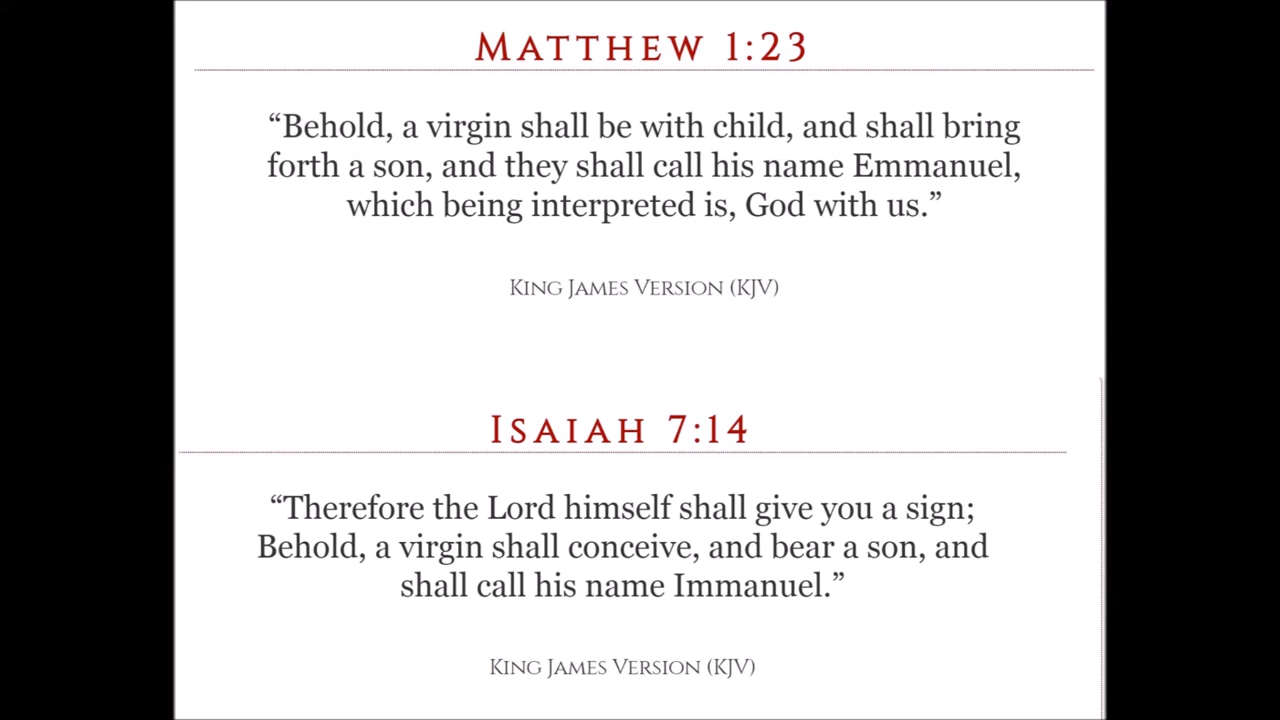 Matthew 1:23
“Behold, a virgin shall be with child, and shall bring
forth a son, and they shall call his name Emmanuel,
which being interpreted is, God with us.”
King James Version (KJV)
Isaiah 7:14
“Therefore the Lord himself shall give you a sign;
Behold, a virgin shall conceive, and bear a son, and
shall call his name Immanuel.”
King James Version (KJV)